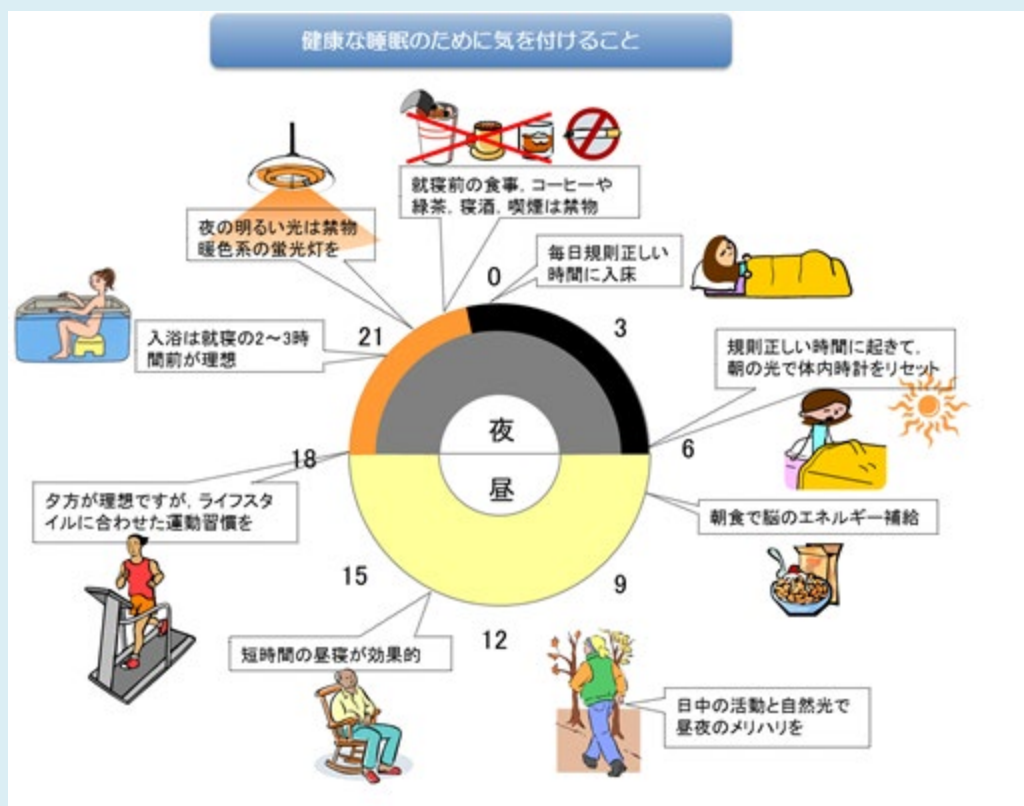 健康な睡眠のために気を付けること
就寝前の食事，コーヒーや
緑茶，寝酒，喫煙は禁物
夜の明るい光は禁物
暖色系の蛍光灯を
毎日規則正しい
時間に入床
0
3
21
入浴は就寝の2～3時
間前が理想
規則正しい時間に起きて，
朝の光で体内時計をリセット
夜
6
18
昼
夕方が理想ですが，ライフスタ
イルに合わせた運動習慣を
朝食で脳のエネルギー補給
15
9
12
短時間の昼寝が効果的
日中の活動と自然光で
昼夜のメリハリを